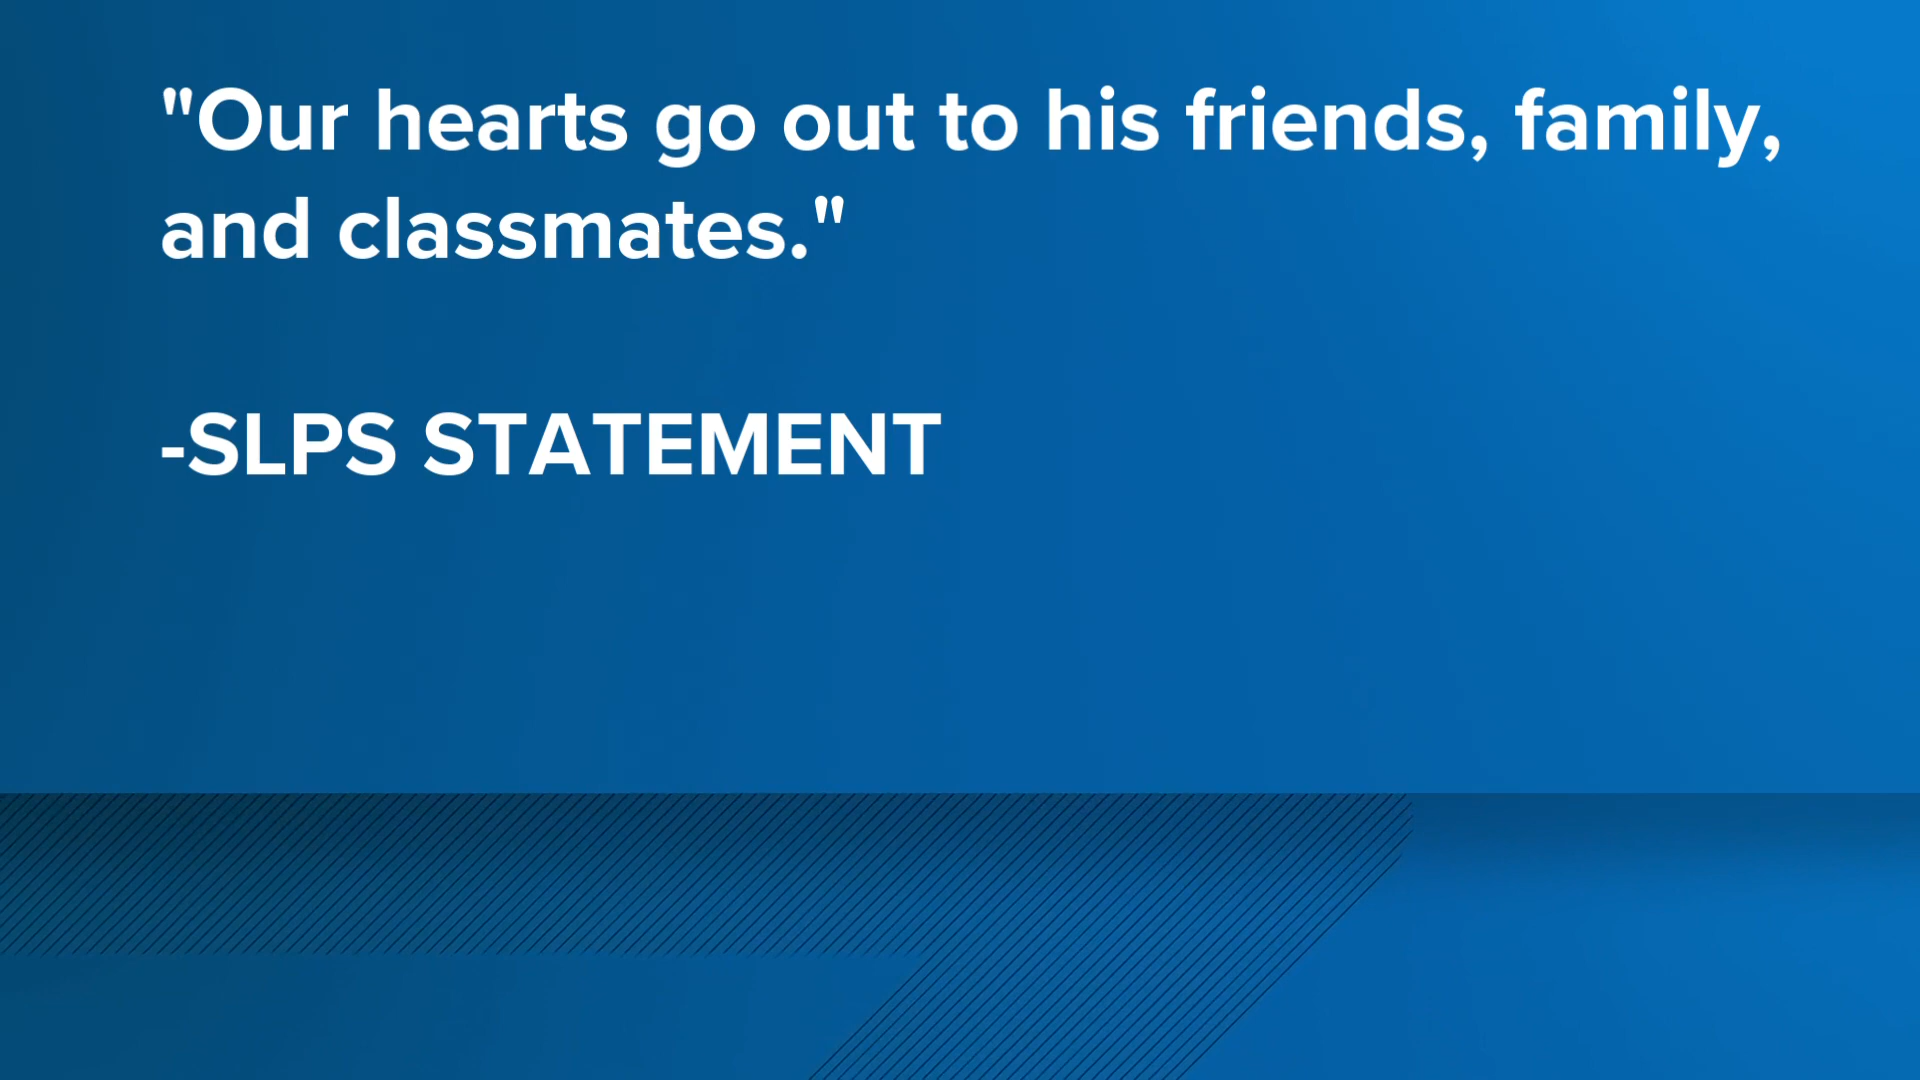 "Our hearts go out to his friends, family,
and classmates."
-SLPS STATEMENT